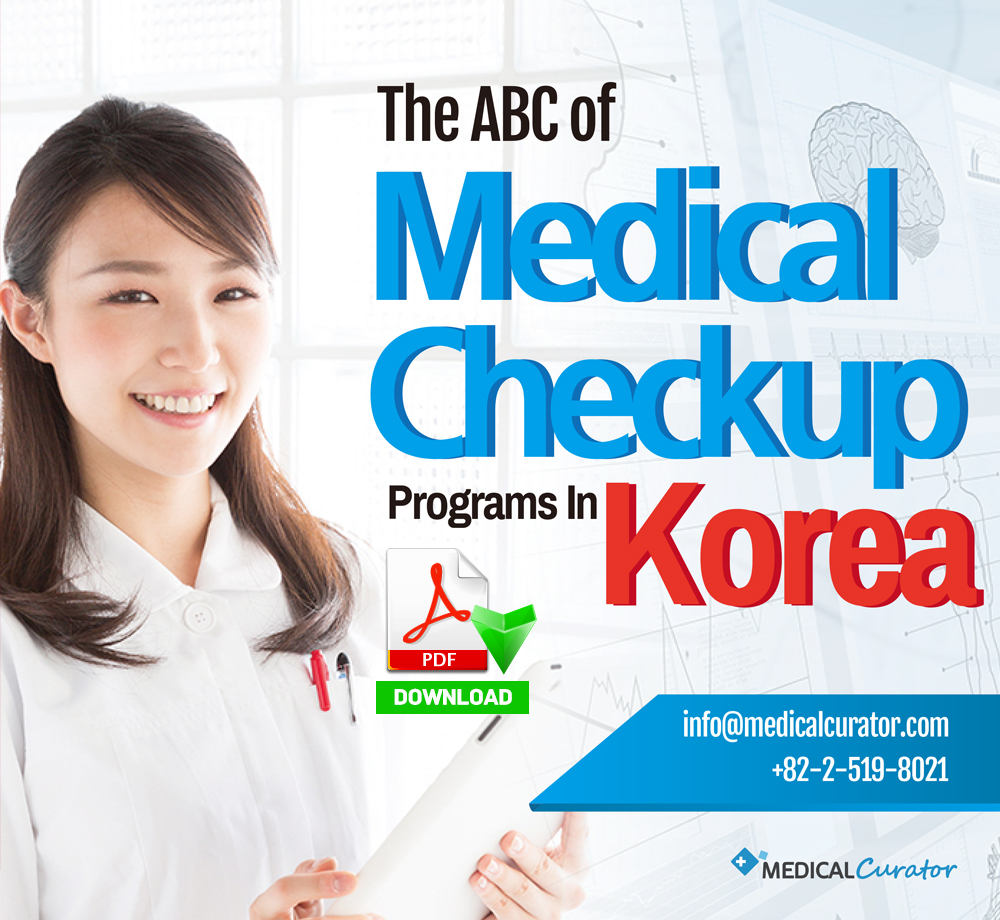 The ABC of
Medical
Checkup
Programs In Korea
PDF
DOWNLOAD
info@medicalcurator.com
+82-2-519-8021
MEDICALCurator